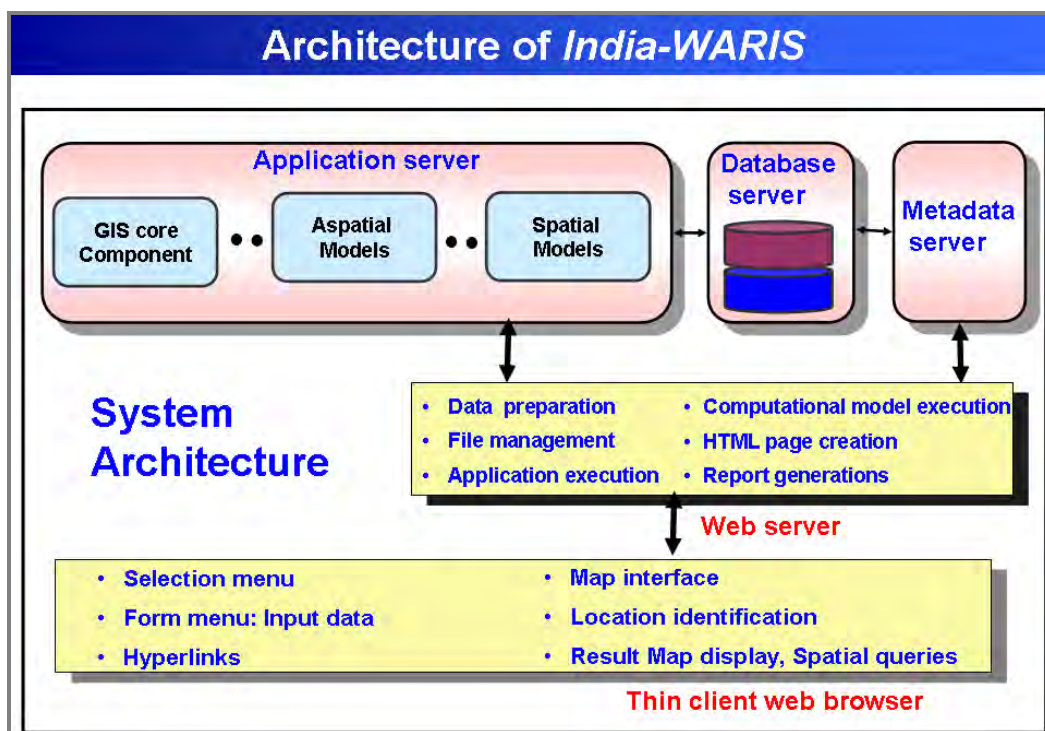 Architecture of India-WARIS
Application server
GIS core
Component
Aspatial
Models
Spatial
Models
Database
server
Metadata
server
System
Architecture
• Data preparation
• File management
• Application execution
• Computational model execution
• HTML page creation
• Report generations
Web server
• Selection menu
• Form menu: Input data
• Hyperlinks
• Map interface
• Location identification
• Result Map display, Spatial queries
Thin client web browser